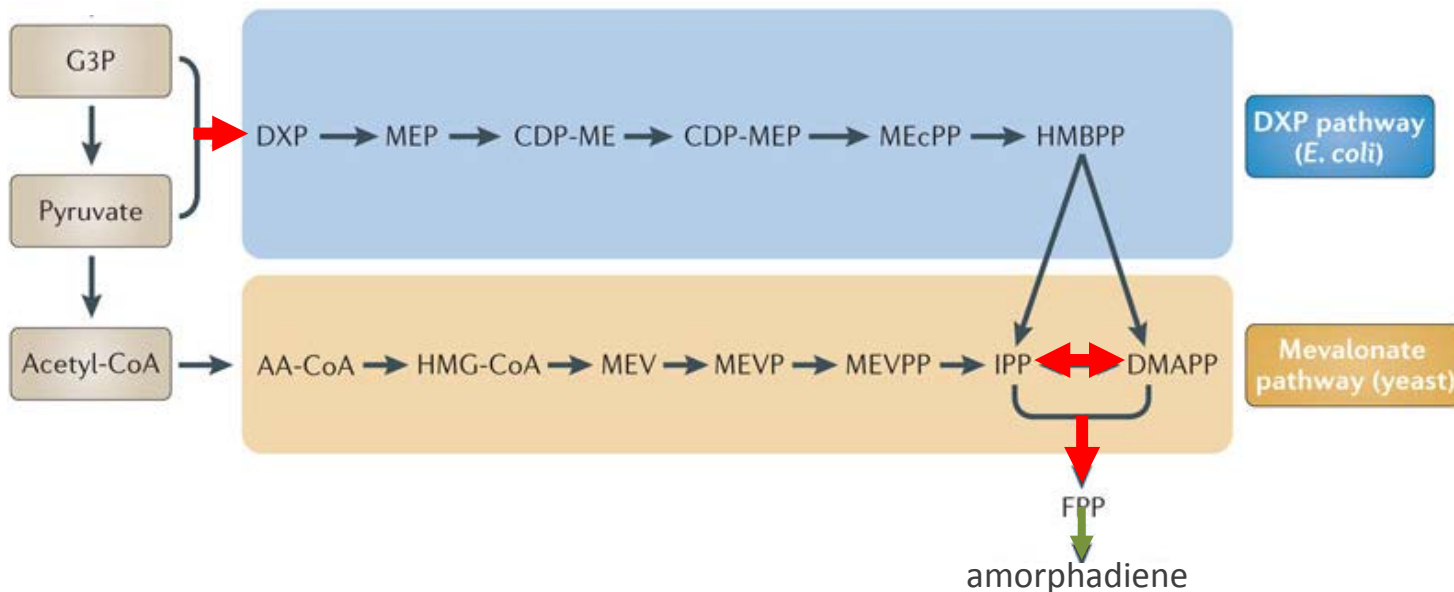 G3P
DXP MEP CDP-ME CDP-MEP MEcPP HMBPP
DXP pathway
(E. coli)
Pyruvate
Acetyl-CoA
AA-CoA HMG-CoA MEV MEVP MEVPP IPP DMAPP
Mevalonate
pathway (yeast)
FPP
amorphadiene